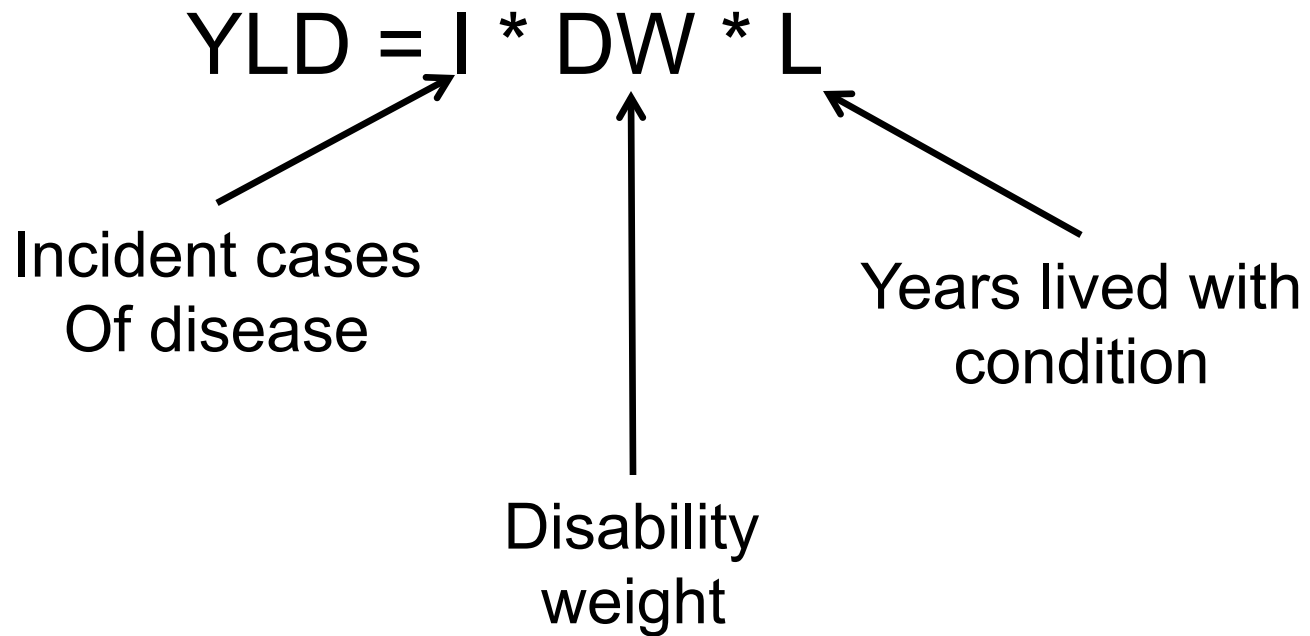 YLD = I * DW * L
Incident cases
Of disease
Years lived with
condition
Disability
weight